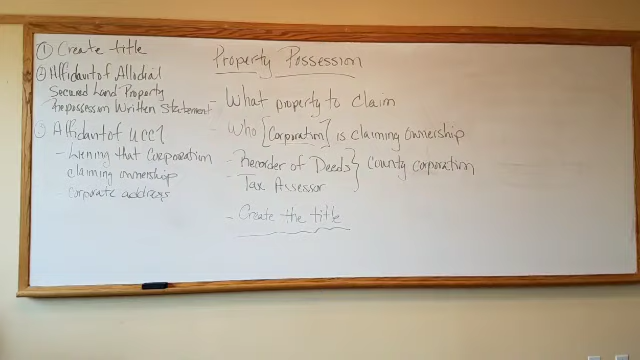 ① Create title
② Affidavit of Allodial
Secured Land Property
Repossession Written Statement
③ Affidavit of UCC1
- Liening that Corporation
claiming ownership
- Corporate address
Property Possession
- What property to Claim
- Who [Corporation] is claiming ownership
- Recorder of Deeds } County corporation
- Tax Assessor
- Create the title